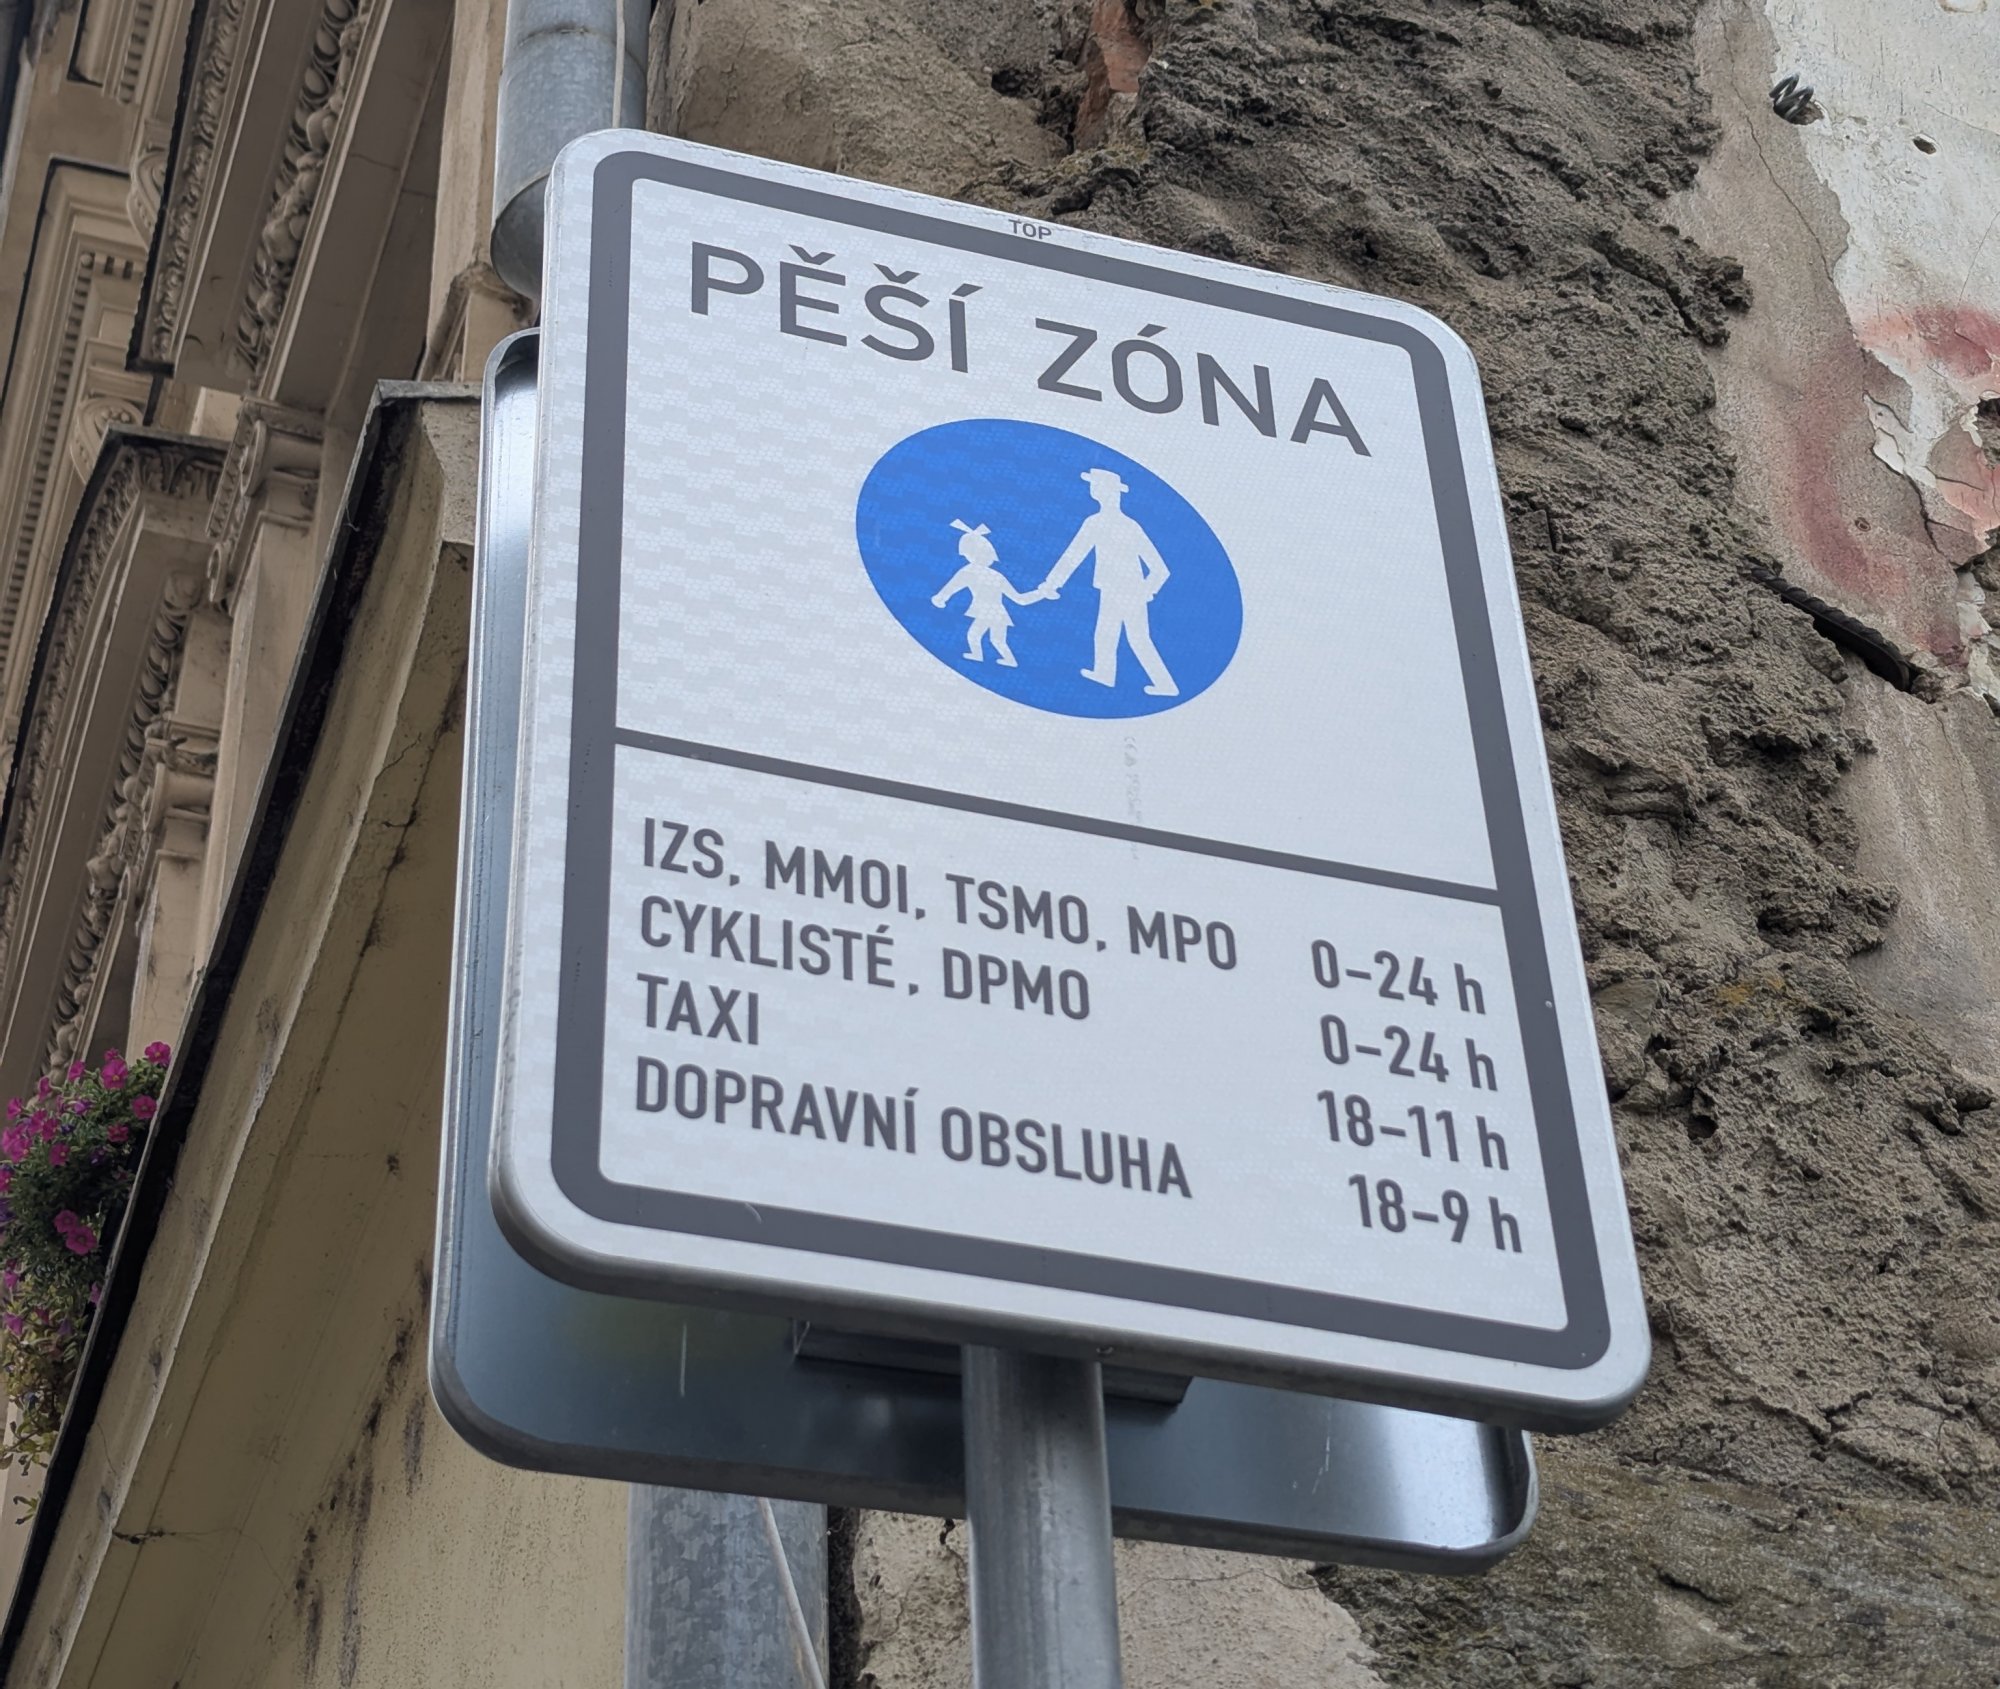 TOP
PĚŠÍ ZÓNA
IZS, MMOl, TSMO, MPO 0–24 h
CYKLISTÉ, DPMO 0–24 h
TAXI 18–11 h
DOPRAVNÍ OBSLUHA 18–9 h